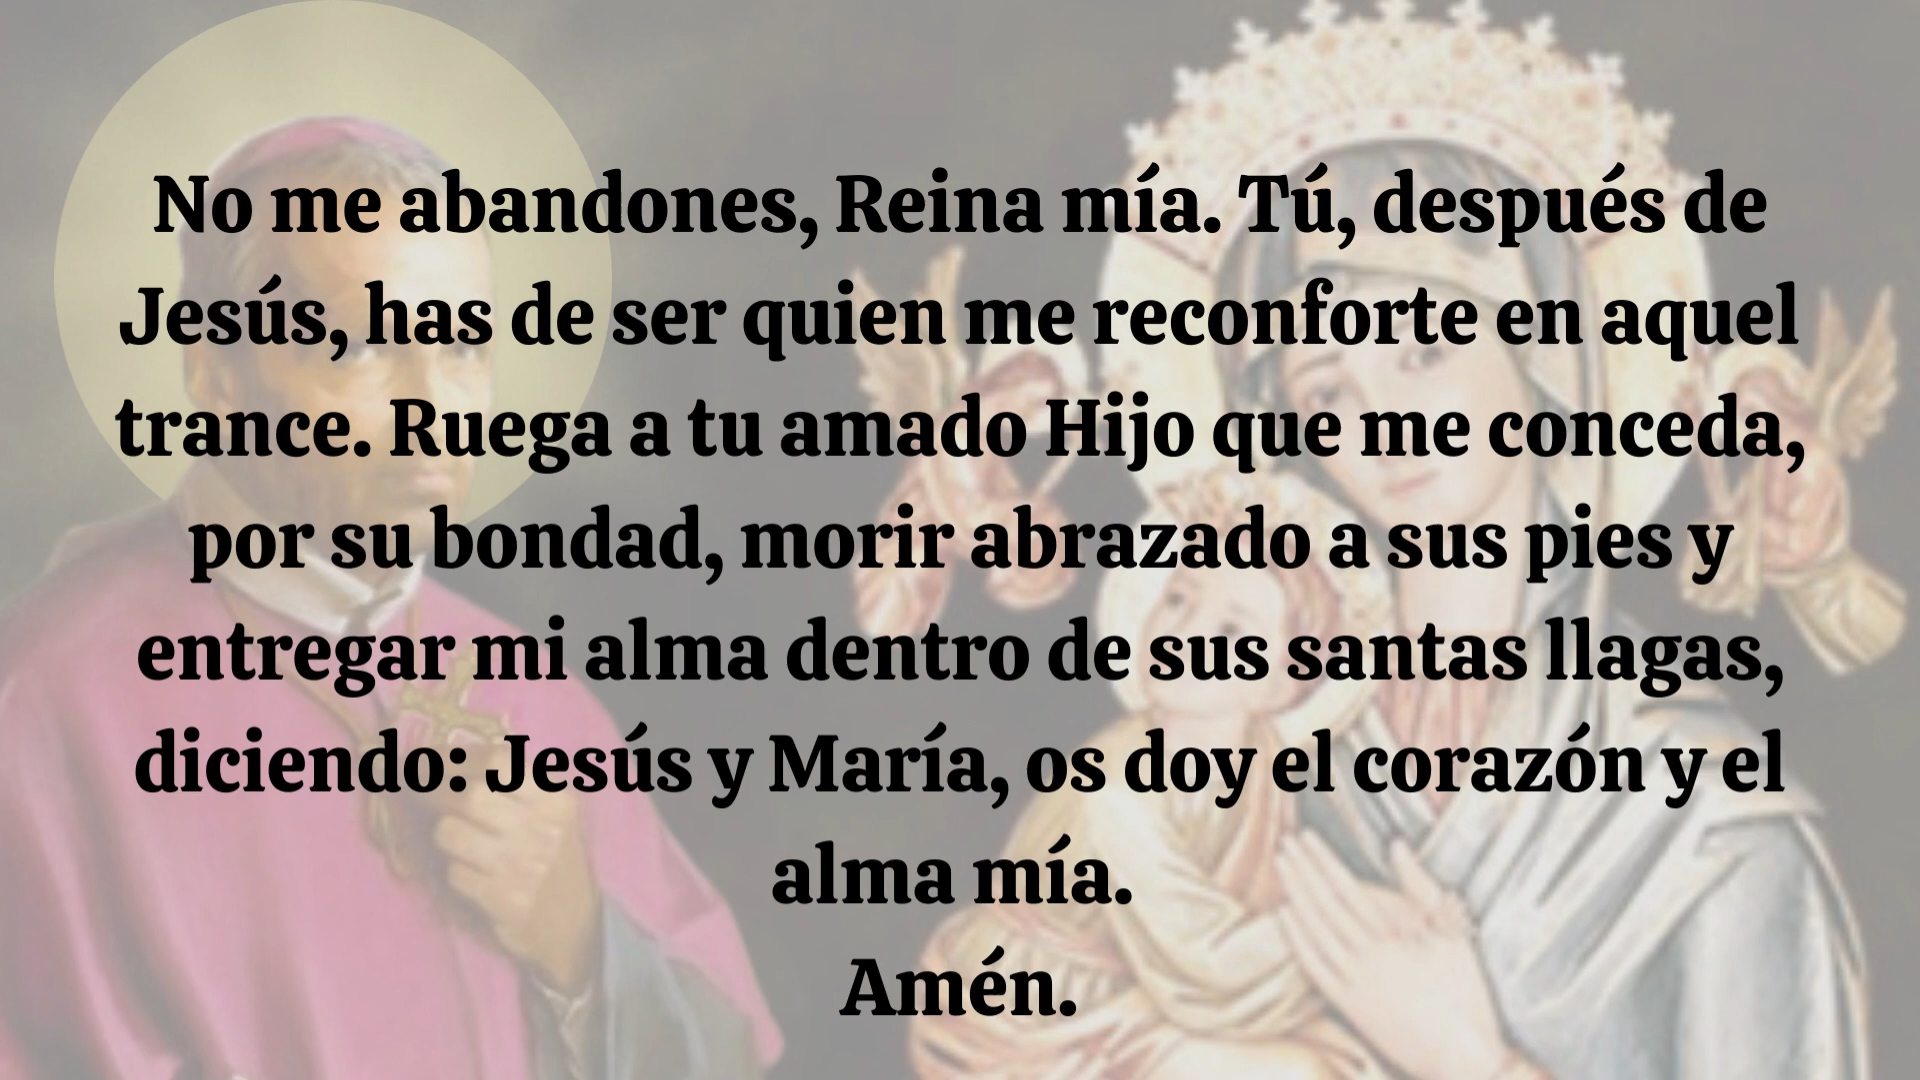 No me abandones, Reina mía. Tú, después de
Jesús, has de ser quien me reconforte en aquel
trance. Ruega a tu amado Hijo que me conceda,
por su bondad, morir abrazado a sus pies y
entregar mi alma dentro de sus santas llagas,
diciendo: Jesús y María, os doy el corazón y el
alma mía.
Amén.